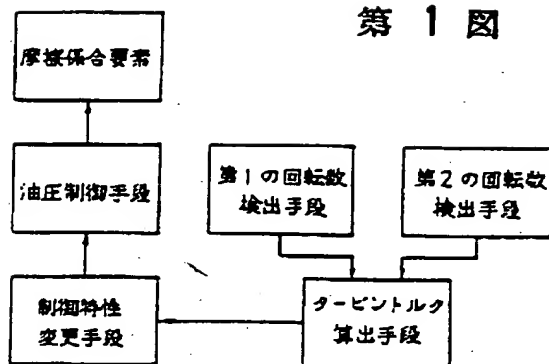 第1図
摩擦係合要素
油圧制御手段
第1の回転数
検出手段
第2の回転数
検出手段
制御特性
変更手段
タービントルク
算出手段